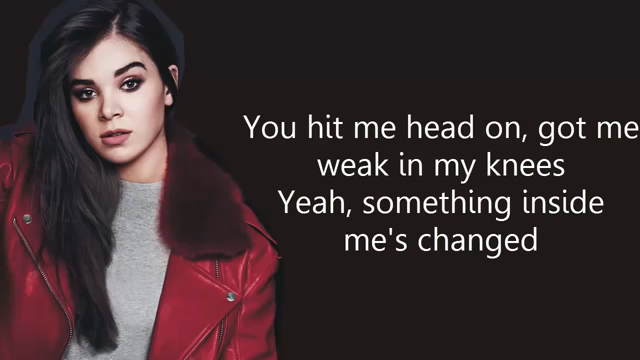 You hit me head on, got me
weak in my knees
Yeah, something inside
me's changed